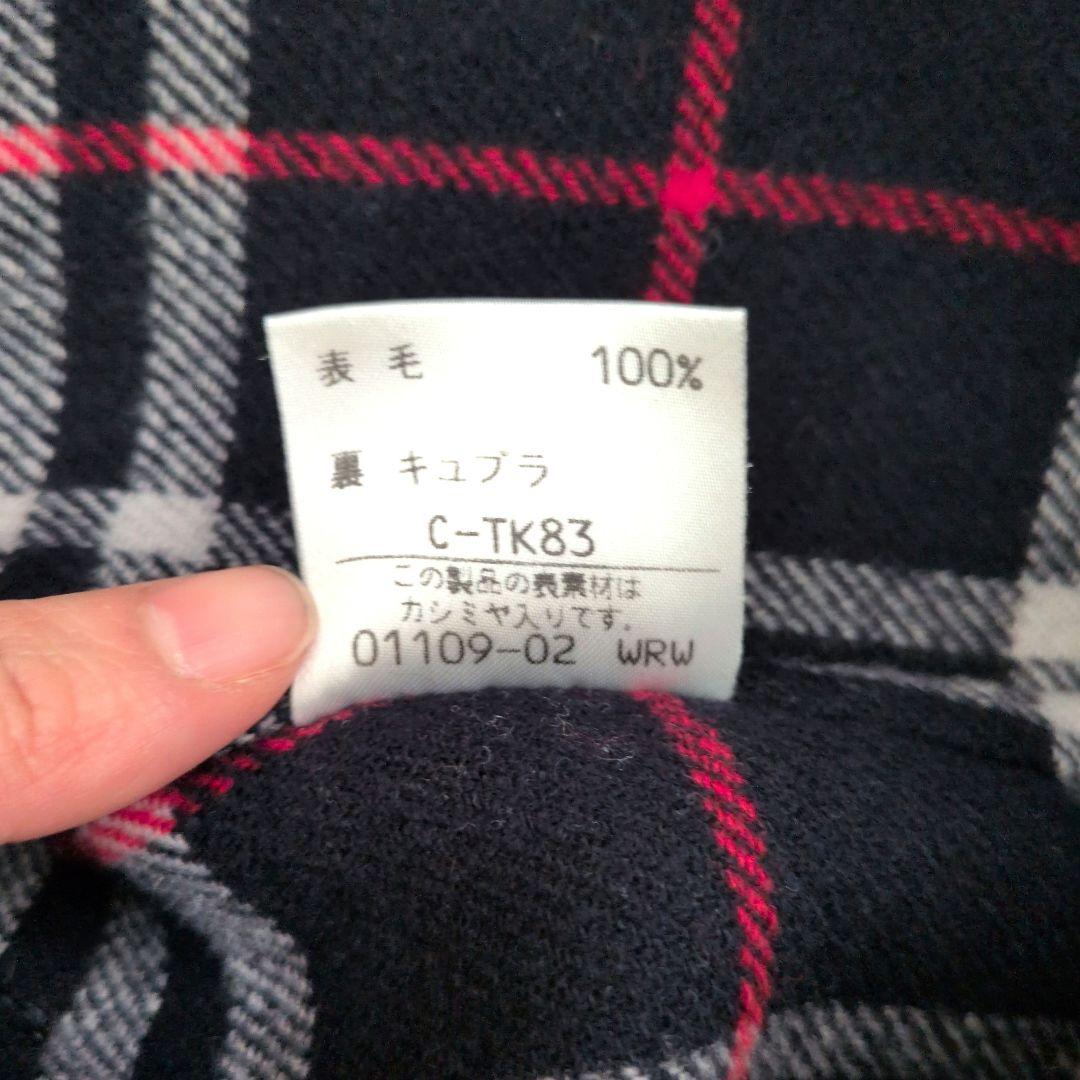 表 毛 100%
裏 キュプラ
C-TK83
この製品の表素材は
カシミヤ入りです。
01109-02 WRW